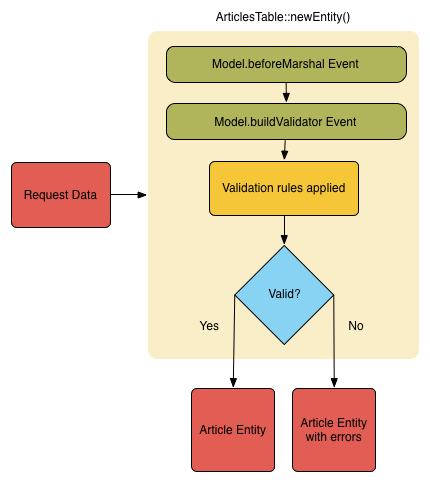 ArticlesTable::newEntity()
Model.beforeMarshal Event
Model.buildValidator Event
Request Data
Validation rules applied
Valid?
Yes
No
Article Entity
Article Entity
with errors